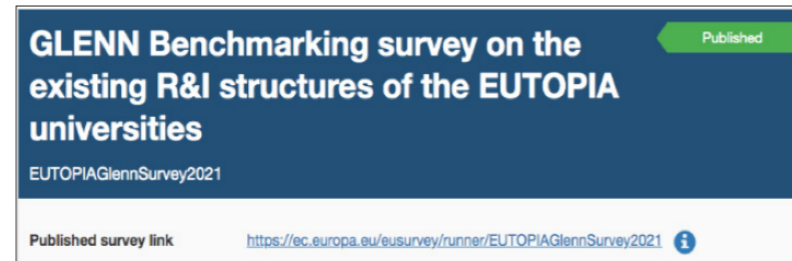 GLENN Benchmarking survey on the
Published
existing R&I structures of the EUTOPIA
universities
EUTOPIAGlennSurvey2021
Published survey link https://ec.europa.eu/eusurvey/runner/EUTOPIAGlennSurvey2021 i